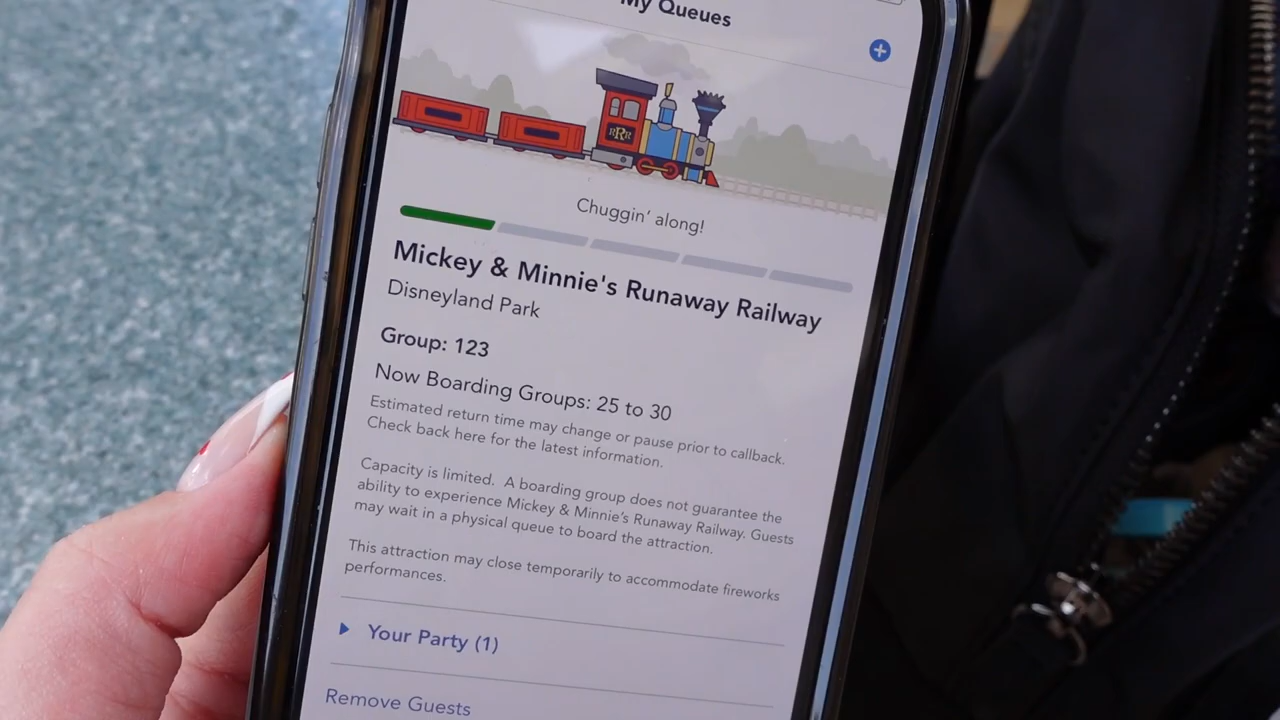 My Queues
RRR
Chuggin' along!
Mickey & Minnie's Runaway Railway
Disneyland Park
Group: 123
Now Boarding Groups: 25 to 30
Estimated return time may change or pause prior to callback.
Check back here for the latest information.
Capacity is limited. A boarding group does not guarantee the
ability to experience Mickey & Minnie's Runaway Railway. Guests
may wait in a physical queue to board the attraction.
This attraction may close temporarily to accommodate fireworks
performances.
Your Party (1)
Remove Guests